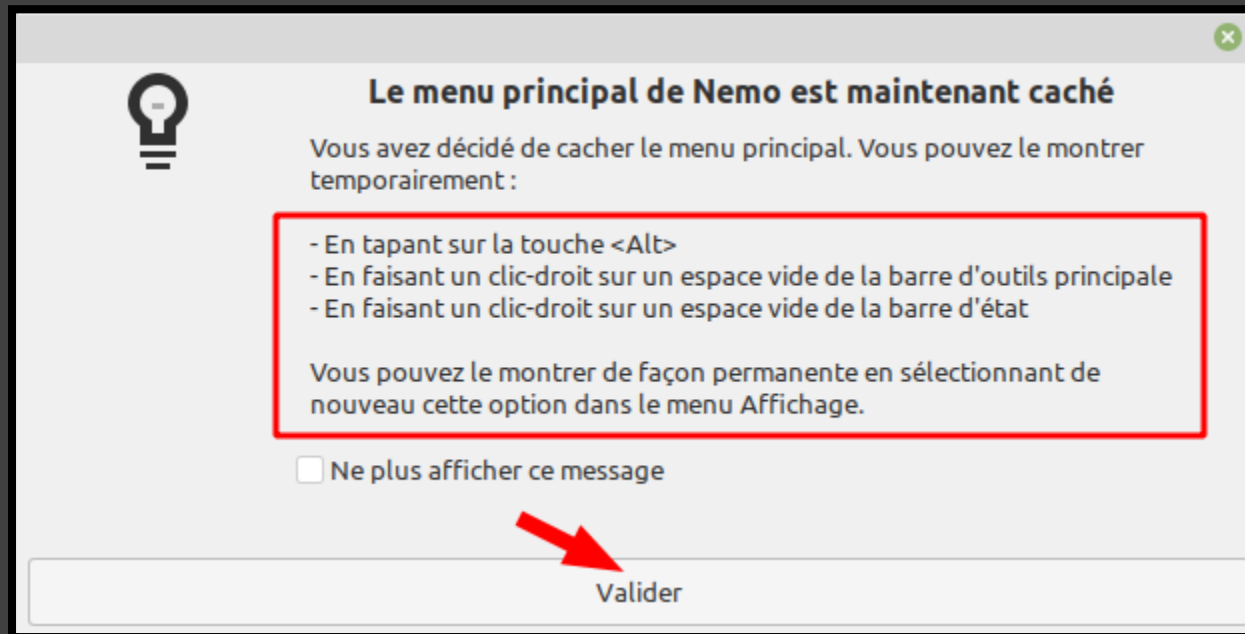 Le menu principal de Nemo est maintenant caché
Vous avez décidé de cacher le menu principal. Vous pouvez le montrer
temporairement :
- En tapant sur la touche <Alt>
- En faisant un clic-droit sur un espace vide de la barre d'outils principale
- En faisant un clic-droit sur un espace vide de la barre d'état
Vous pouvez le montrer de façon permanente en sélectionnant de
nouveau cette option dans le menu Affichage.
Ne plus afficher ce message
Valider